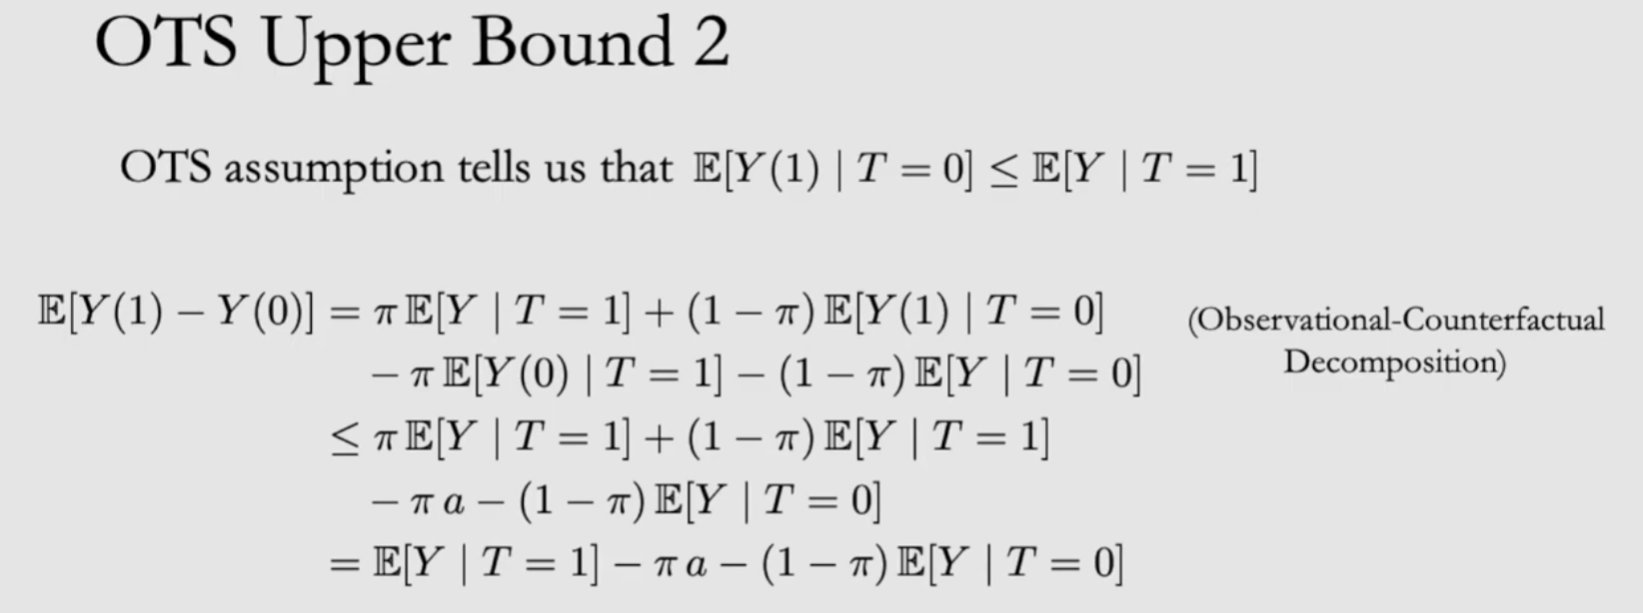 OTS Upper Bound 2
OTS assumption tells us that 𝔼[Y(1) | T = 0] ≤ 𝔼[Y | T = 1]
𝔼[Y(1) − Y(0)] = π 𝔼[Y | T = 1] + (1 − π) 𝔼[Y(1) | T = 0]
(Observational-Counterfactual
Decomposition)
− π 𝔼[Y(0) | T = 1] − (1 − π) 𝔼[Y | T = 0]
≤ π 𝔼[Y | T = 1] + (1 − π) 𝔼[Y | T = 1]
− π a − (1 − π) 𝔼[Y | T = 0]
= 𝔼[Y | T = 1] − π a − (1 − π) 𝔼[Y | T = 0]